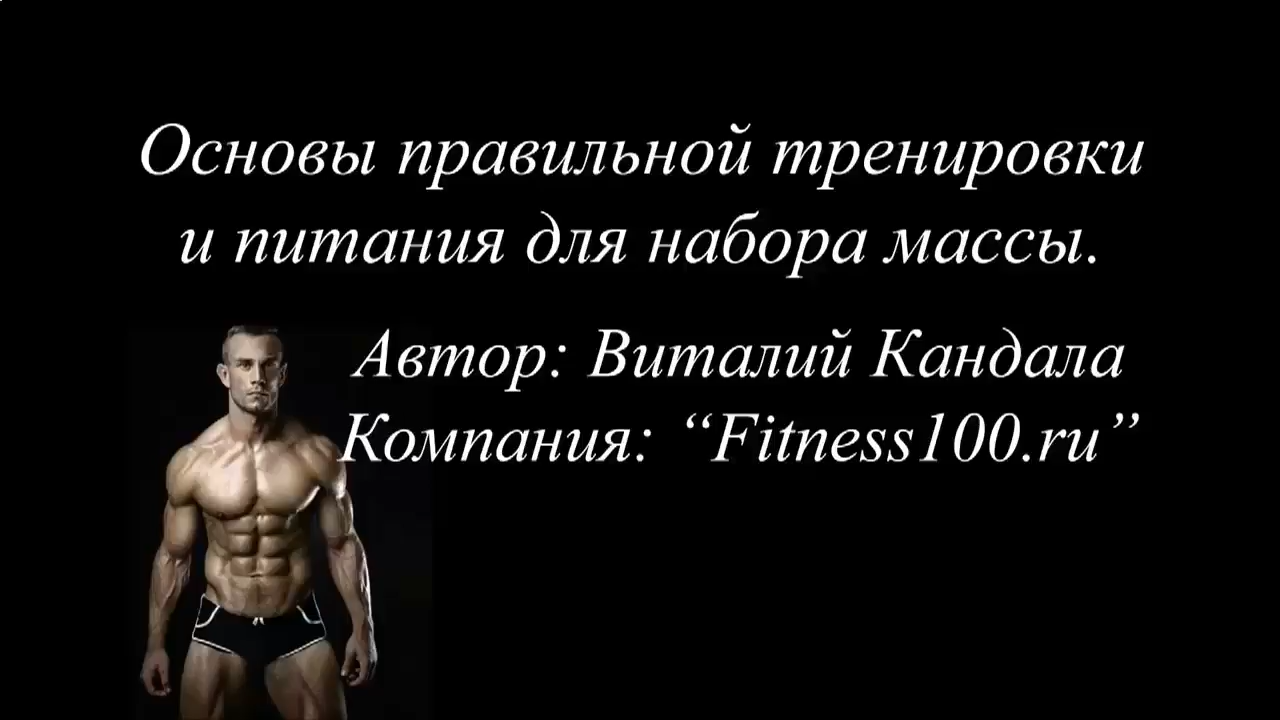 Основы правильной тренировки
и питания для набора массы.
Автор: Виталий Кандала
Компания: “Fitness100.ru”